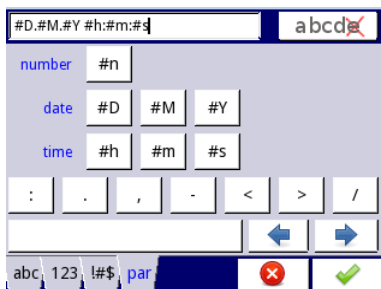 #D.#M.#Y #h:#m:#s abcde
number #n
date #D #M #Y
time #h #m #s
: . , - < > /
abc 123 !#$ par